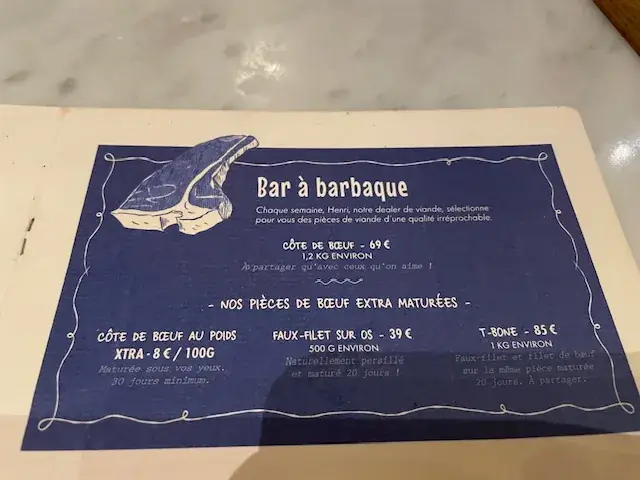 Bar à barbaque
Chaque semaine, Henri, notre dealer de viande, sélectionne
pour vous des pièces de viande d'une qualité irréprochable.
CÔTE DE BŒUF - 69 €
1,2 KG ENVIRON
À partager qu'avec ceux qu'on aime !
- NOS PIÈCES DE BŒUF EXTRA MATURÉES -
CÔTE DE BŒUF AU POIDS
XTRA - 8 € / 100G
Maturée sous vos yeux.
30 jours minimum.
FAUX-FILET SUR OS - 39 €
500 G ENVIRON
Naturellement persillé
et maturé 20 jours !
T-BONE - 85 €
1 KG ENVIRON
Faux-filet et filet de bœuf
sur la même pièce maturée
20 jours. À partager.